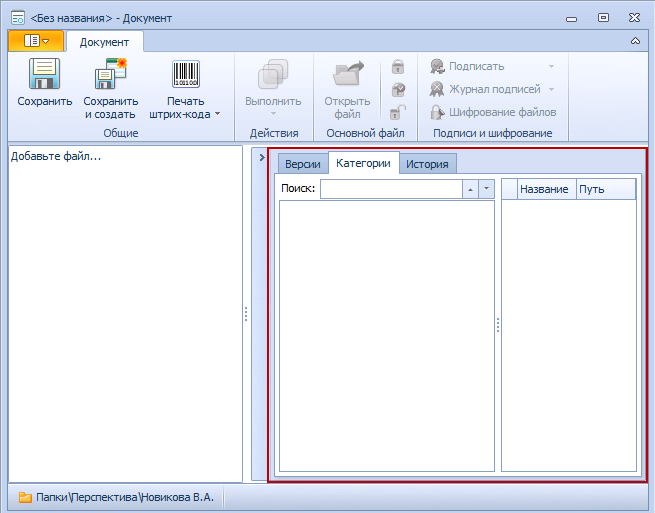 <Без названия> - Документ
Документ
Сохранить
Сохранить
и создать
Печать
штрих-кода
Общие
Выполнить
Действия
Открыть
файл
Основной файл
Подписать
Журнал подписей
Шифрование файлов
Подписи и шифрование
Добавьте файл...
Версии Категории История
Поиск:
Название Путь
Папки\Перспектива\Новикова В.А.